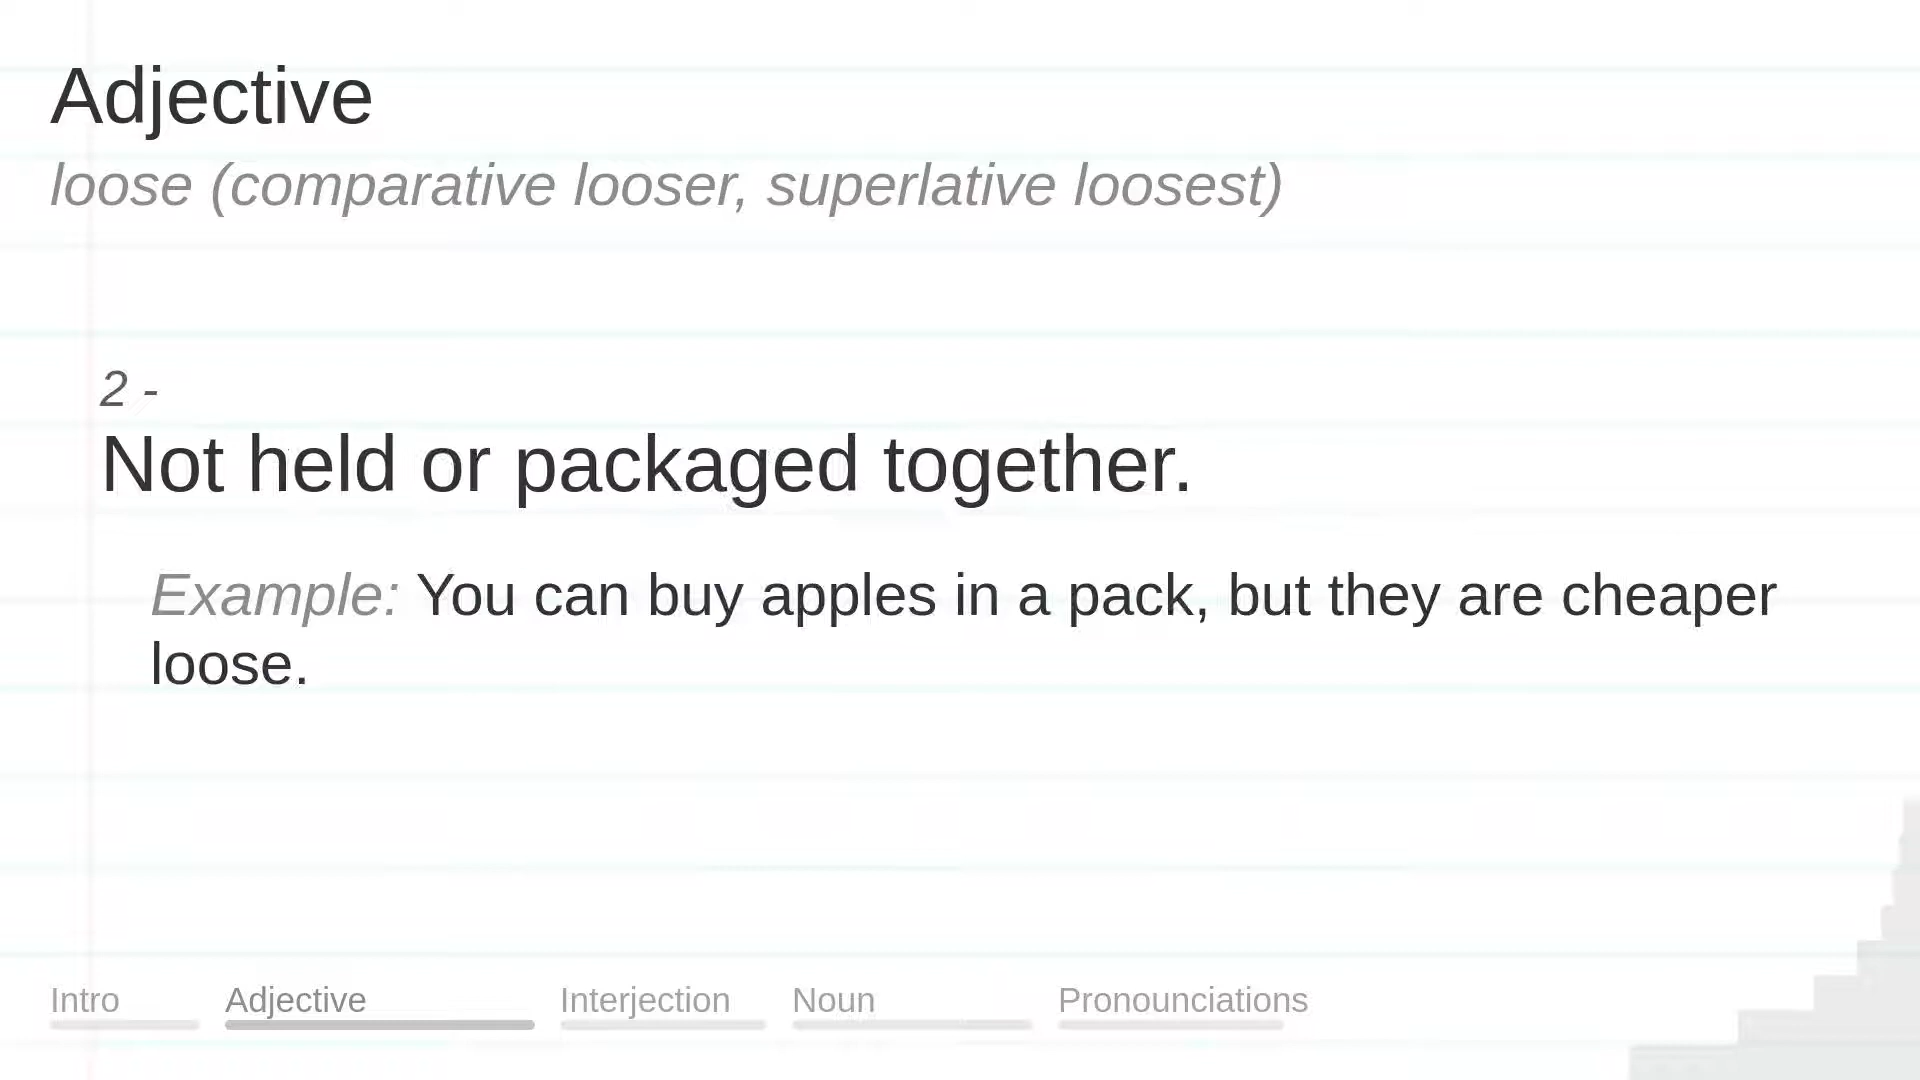 Adjective
loose (comparative looser, superlative loosest)
2 -
Not held or packaged together.
Example: You can buy apples in a pack, but they are cheaper
loose.
Intro Adjective Interjection Noun Pronounciations